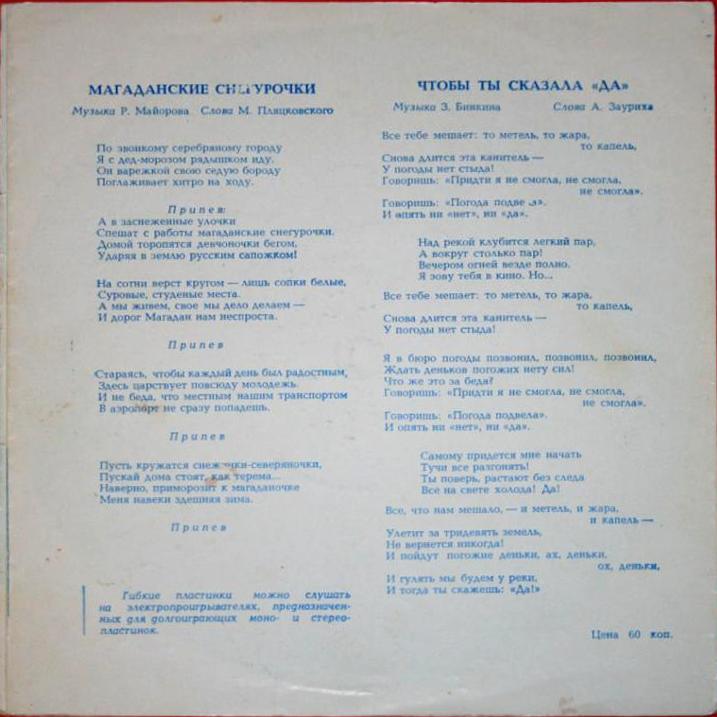 МАГАДАНСКИЕ СНЕГУРОЧКИ
Музыка Р. Майорова Слова М. Пляцковского
По звонкому серебряному городу
Я с дед-морозом рядышком иду.
Он варежкой свою седую бороду
Поглаживает хитро на ходу.
Припев:
А в заснеженные улочки
Спешат с работы магаданские снегурочки.
Домой торопятся девчоночки бегом,
Ударяя в землю русским сапожком!
На сотни верст кругом — лишь сопки белые,
Суровые, студеные места.
А мы живем, свое мы дело делаем —
И дорог Магадан нам неспроста.
Припев
Стараясь, чтобы каждый день был радостным,
Здесь царствует повсюду молодежь.
И не беда, что местным нашим транспортом
В аэропорт не сразу попадешь.
Припев
Пусть кружатся снежиночки-северяночки,
Пускай дома стоят, как терема...
Наверно, приморозит к магаданочке
Меня навеки здешняя зима.
Припев
Гибкие пластинки можно слушать
на электропроигрывателях, предназначен-
ных для долгоиграющих моно- и стерео-
пластинок.
ЧТОБЫ ТЫ СКАЗАЛА «ДА»
Музыка З. Бинкина Слова А. Зауриха
Все тебе мешает: то метель, то жара,
то капель,
Снова длится эта канитель —
У погоды нет стыда!
Говоришь: «Придти я не смогла, не смогла,
не смогла».
Говоришь: «Погода подвела».
И опять ни «нет», ни «да».
Над рекой клубится легкий пар,
А вокруг столько пар!
Вечером огней везде полно.
Я зову тебя в кино. Но...
Все тебе мешает: то метель, то жара,
то капель,
Снова длится эта канитель —
У погоды нет стыда!
Я в бюро погоды позвонил, позвонил, позвонил,
Ждать деньков погожих нету сил!
Что же это за беда?
Говоришь: «Придти я не смогла, не смогла,
не смогла».
Говоришь: «Погода подвела».
И опять ни «нет», ни «да».
Самому придется мне начать
Тучи все разгонять!
Ты поверь, растают без следа
Все на свете холода! Да!
Все, что нам мешало, — и метель, и жара,
и капель —
Улетит за тридевять земель,
Не вернется никогда!
И пойдут погожие деньки, ах, деньки,
ох, деньки,
И гулять мы будем у реки,
И тогда ты скажешь: «Да!»
Цена 60 коп.